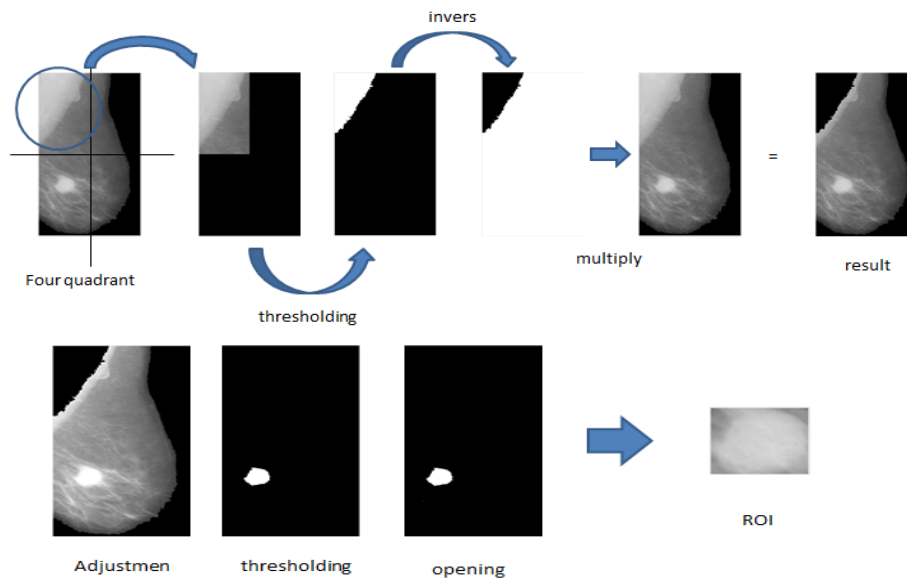 invers
=
Four quadrant
multiply
result
thresholding
Adjustmen
thresholding
opening
ROI